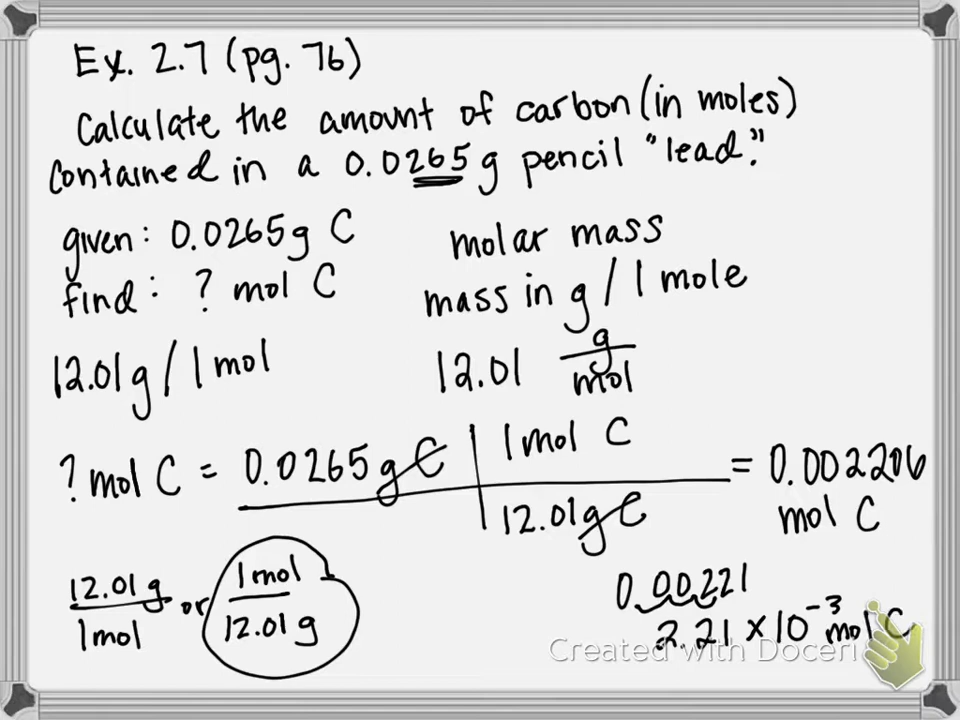 Ex. 2.7 (pg. 76)
Calculate the amount of carbon (in moles)
contained in a 0.0265 g pencil "lead."
given: 0.0265g C
find: ? mol C
molar mass
mass in g / 1 mole
12.01g / 1 mol
12.01 g/mol
? mol C = 0.0265 g C | 1 mol C / 12.01 g C = 0.002206
mol C
12.01 g / 1 mol or 1 mol / 12.01 g
0.00221
2.21 × 10⁻³ mol C
Created with Doceri